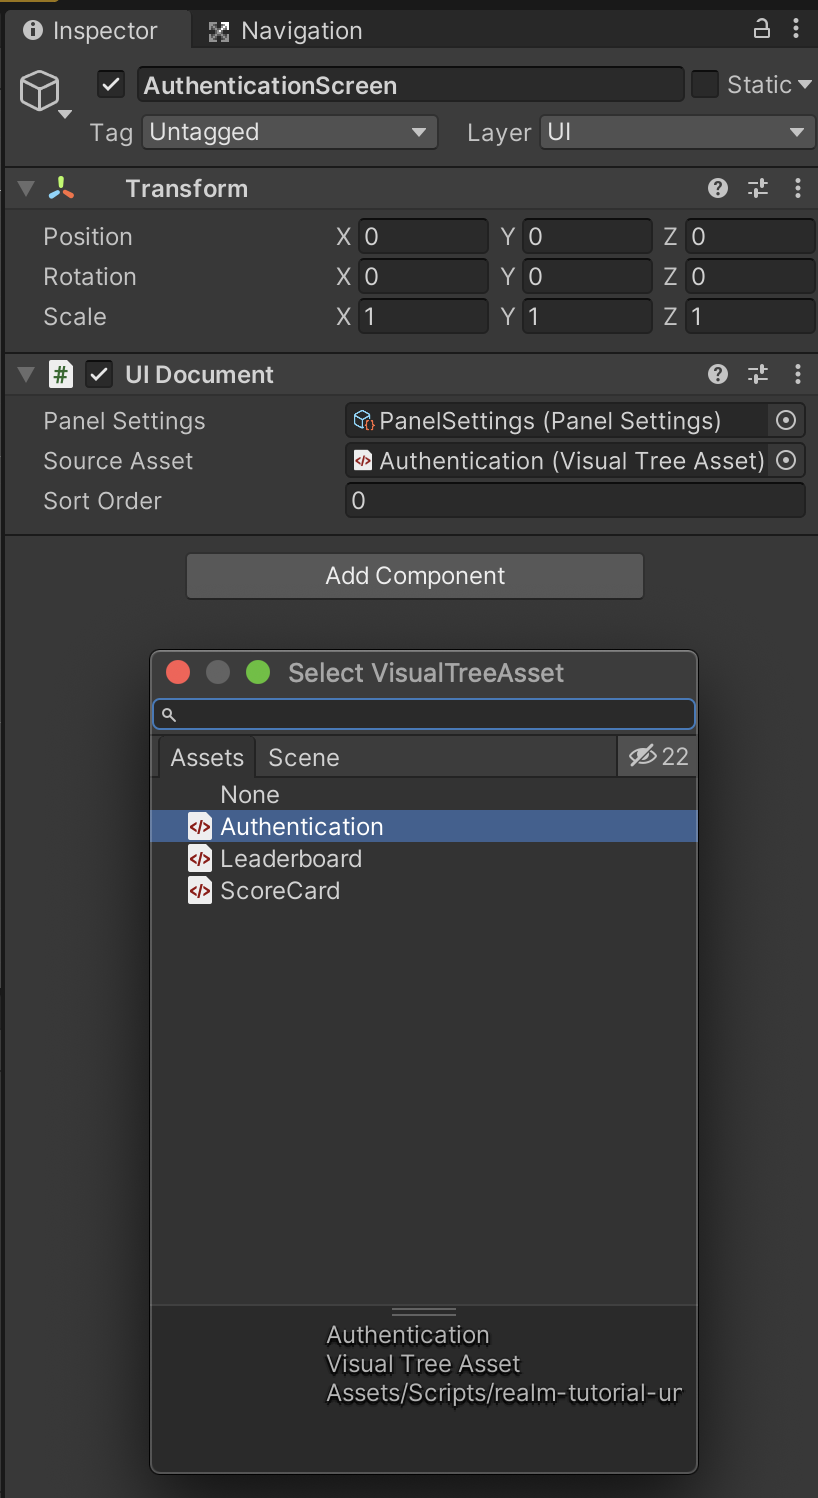 Inspector Navigation
AuthenticationScreen Static
Tag Untagged Layer UI
Transform
Position X 0 Y 0 Z 0
Rotation X 0 Y 0 Z 0
Scale X 1 Y 1 Z 1
# UI Document
Panel Settings PanelSettings (Panel Settings)
Source Asset Authentication (Visual Tree Asset)
Sort Order 0
Add Component
Select VisualTreeAsset
Assets Scene 22
None
Authentication
Leaderboard
ScoreCard
Authentication
Visual Tree Asset
Assets/Scripts/realm-tutorial-ur